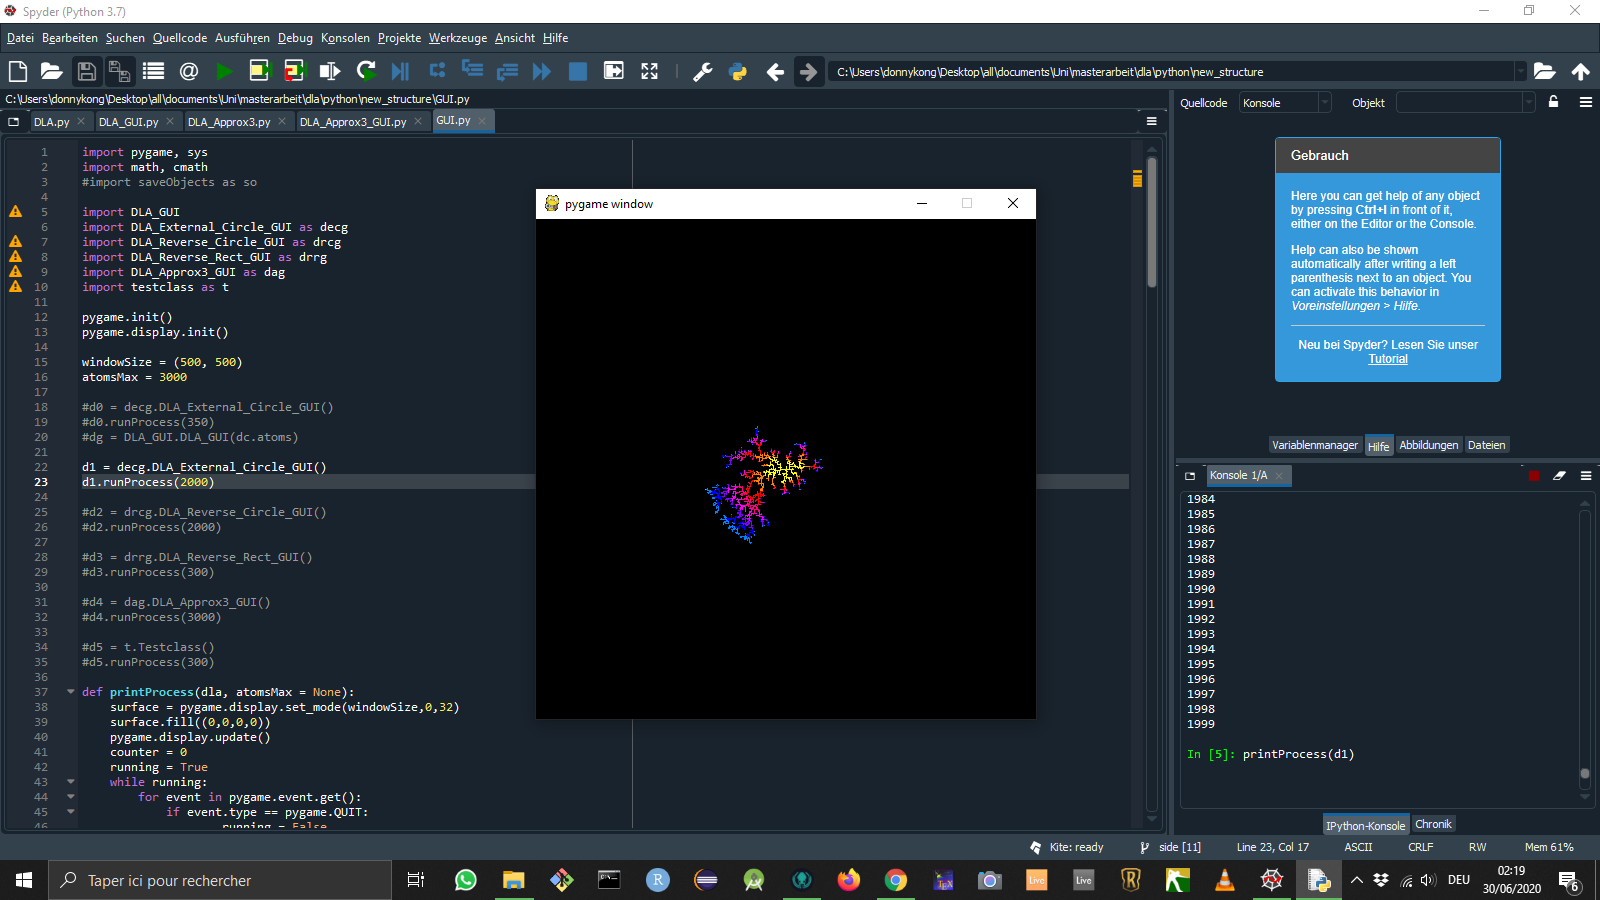 Spyder (Python 3.7)
Datei Bearbeiten Suchen Quellcode Ausführen Debug Konsolen Projekte Werkzeuge Ansicht Hilfe
C:\Users\donnykong\Desktop\all\documents\Uni\masterarbeit\dla\python\new_structure
C:\Users\donnykong\Desktop\all\documents\Uni\masterarbeit\dla\python\new_structure\GUI.py
DLA.py DLA_GUI.py DLA_Approx3.py DLA_Approx3_GUI.py GUI.py
1 import pygame, sys
2 import math, cmath
3 #import saveObjects as so
4
5 import DLA_GUI
6 import DLA_External_Circle_GUI as decg
7 import DLA_Reverse_Circle_GUI as drcg
8 import DLA_Reverse_Rect_GUI as drrg
9 import DLA_Approx3_GUI as dag
10 import testclass as t
11
12 pygame.init()
13 pygame.display.init()
14
15 windowSize = (500, 500)
16 atomsMax = 3000
17
18 #d0 = decg.DLA_External_Circle_GUI()
19 #d0.runProcess(350)
20 #dg = DLA_GUI.DLA_GUI(dc.atoms)
21
22 d1 = decg.DLA_External_Circle_GUI()
23 d1.runProcess(2000)
24
25 #d2 = drcg.DLA_Reverse_Circle_GUI()
26 #d2.runProcess(2000)
27
28 #d3 = drrg.DLA_Reverse_Rect_GUI()
29 #d3.runProcess(300)
30
31 #d4 = dag.DLA_Approx3_GUI()
32 #d4.runProcess(3000)
33
34 #d5 = t.Testclass()
35 #d5.runProcess(300)
36
37 def printProcess(dla, atomsMax = None):
38 surface = pygame.display.set_mode(windowSize,0,32)
39 surface.fill((0,0,0,0))
40 pygame.display.update()
41 counter = 0
42 running = True
43 while running:
44 for event in pygame.event.get():
45 if event.type == pygame.QUIT:
46 running = False
pygame window
Quellcode Konsole Objekt
Gebrauch
Here you can get help of any object
by pressing Ctrl+I in front of it,
either on the Editor or the Console.
Help can also be shown
automatically after writing a left
parenthesis next to an object. You
can activate this behavior in
Voreinstellungen > Hilfe.
Neu bei Spyder? Lesen Sie unser
Tutorial
Variablenmanager Hilfe Abbildungen Dateien
Konsole 1/A
1984
1985
1986
1987
1988
1989
1990
1991
1992
1993
1994
1995
1996
1997
1998
1999
In [5]: printProcess(d1)
IPython-Konsole Chronik
Kite: ready side [11] Line 23, Col 17 ASCII CRLF RW Mem 61%
Taper ici pour rechercher
R
TEX
Live
Live
R
DEU
02:19
30/06/2020
6